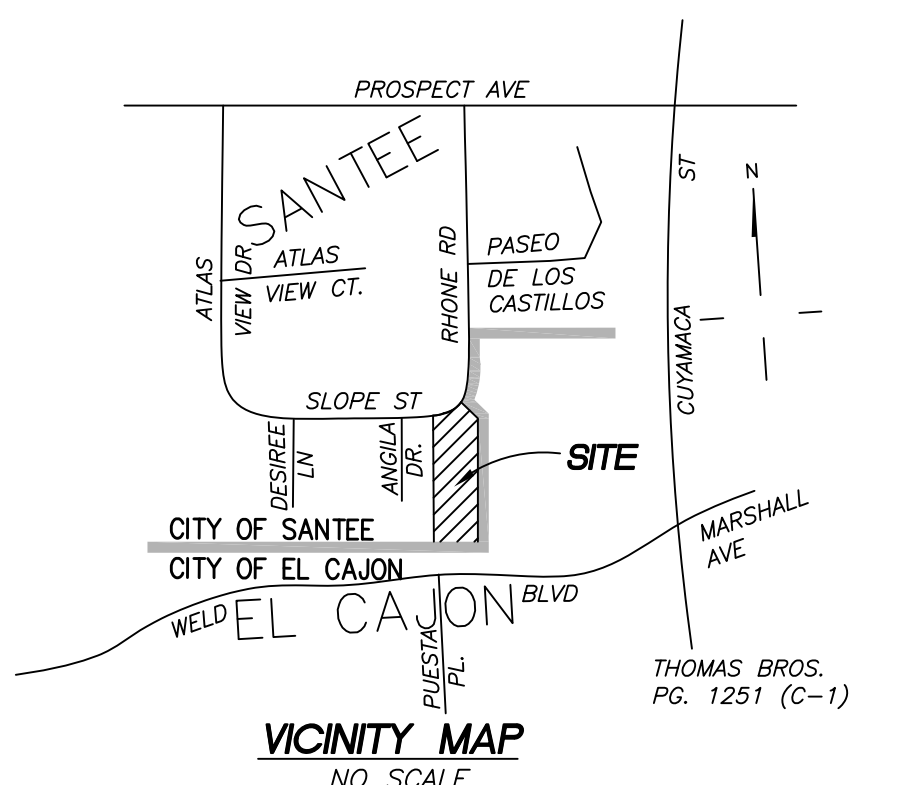 PROSPECT AVE
SANTEE
ST
N
ATLAS
VIEW DR
ATLAS
VIEW CT.
RHONE RD
PASEO
DE LOS
CASTILLOS
CUYAMACA
SLOPE ST
DESIREE
LN
ANGILA
DR.
SITE
CITY OF SANTEE
CITY OF EL CAJON
MARSHALL
AVE
WELD
EL CAJON
BLVD
PUESTA
PL.
THOMAS BROS.
PG. 1251 (C-1)
VICINITY MAP
NO SCALE